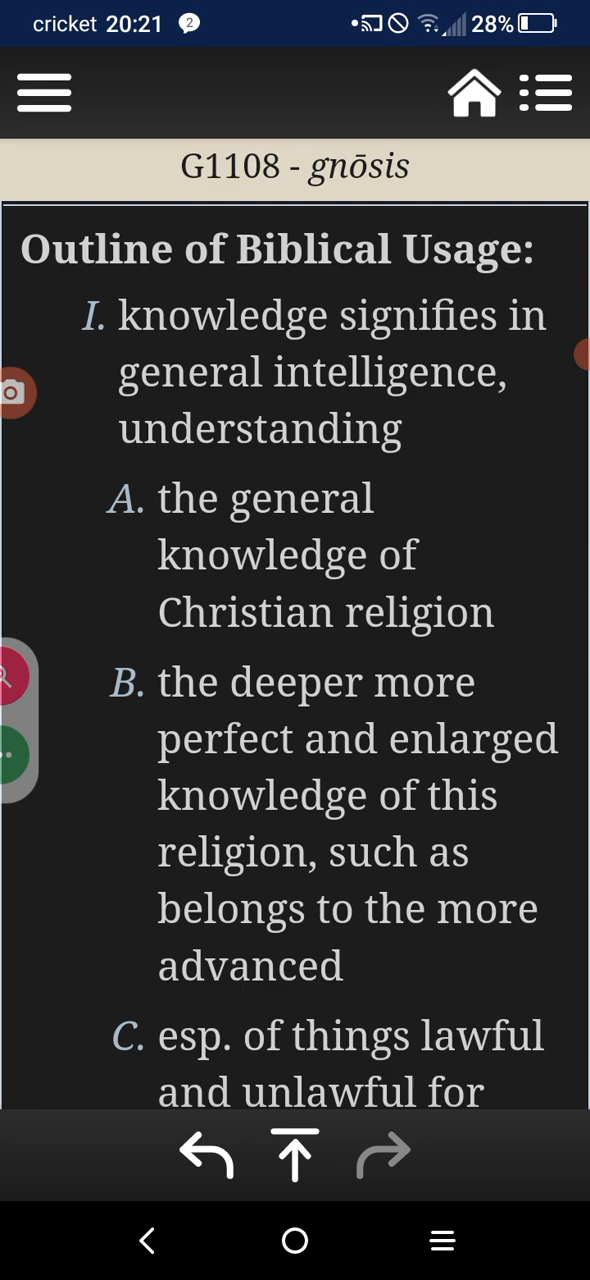 cricket 20:21 2 28%
G1108 - gnōsis
Outline of Biblical Usage:
I. knowledge signifies in
general intelligence,
understanding
A. the general
knowledge of
Christian religion
B. the deeper more
perfect and enlarged
knowledge of this
religion, such as
belongs to the more
advanced
C. esp. of things lawful
and unlawful for